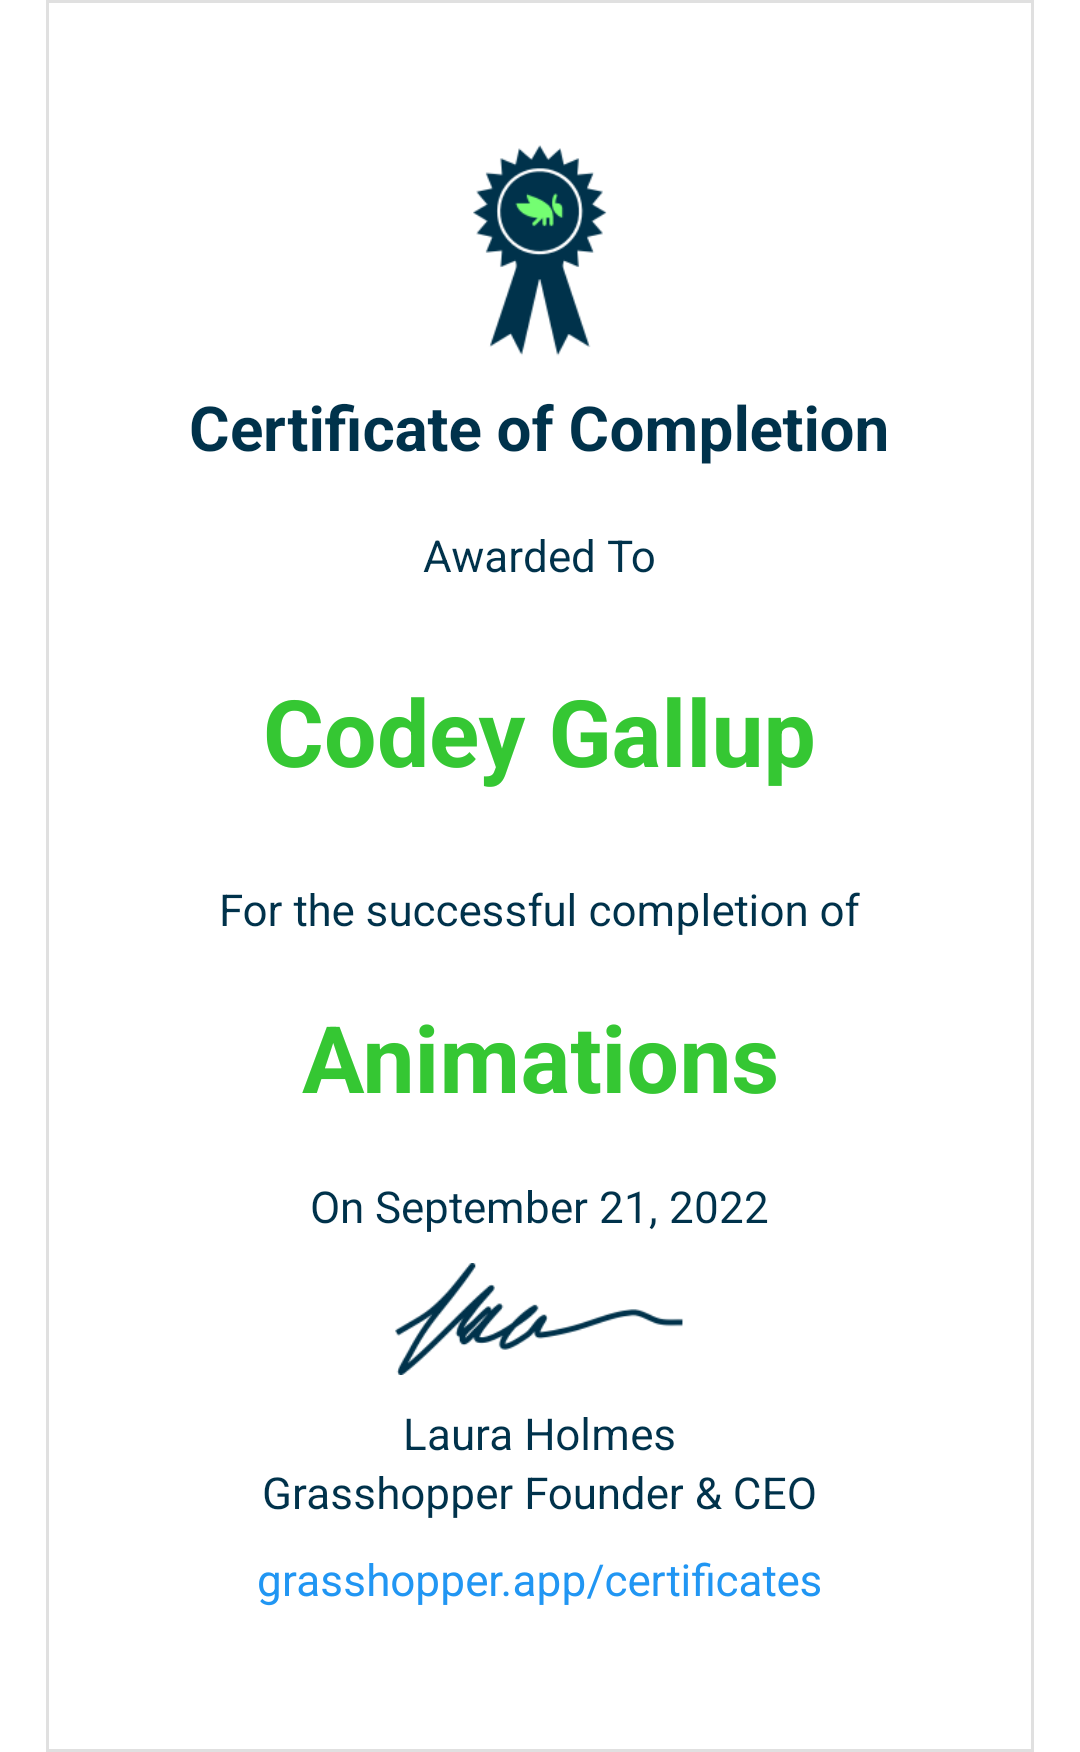 Certificate of Completion
Awarded To
Codey Gallup
For the successful completion of
Animations
On September 21, 2022
Laura Holmes
Grasshopper Founder & CEO
grasshopper.app/certificates